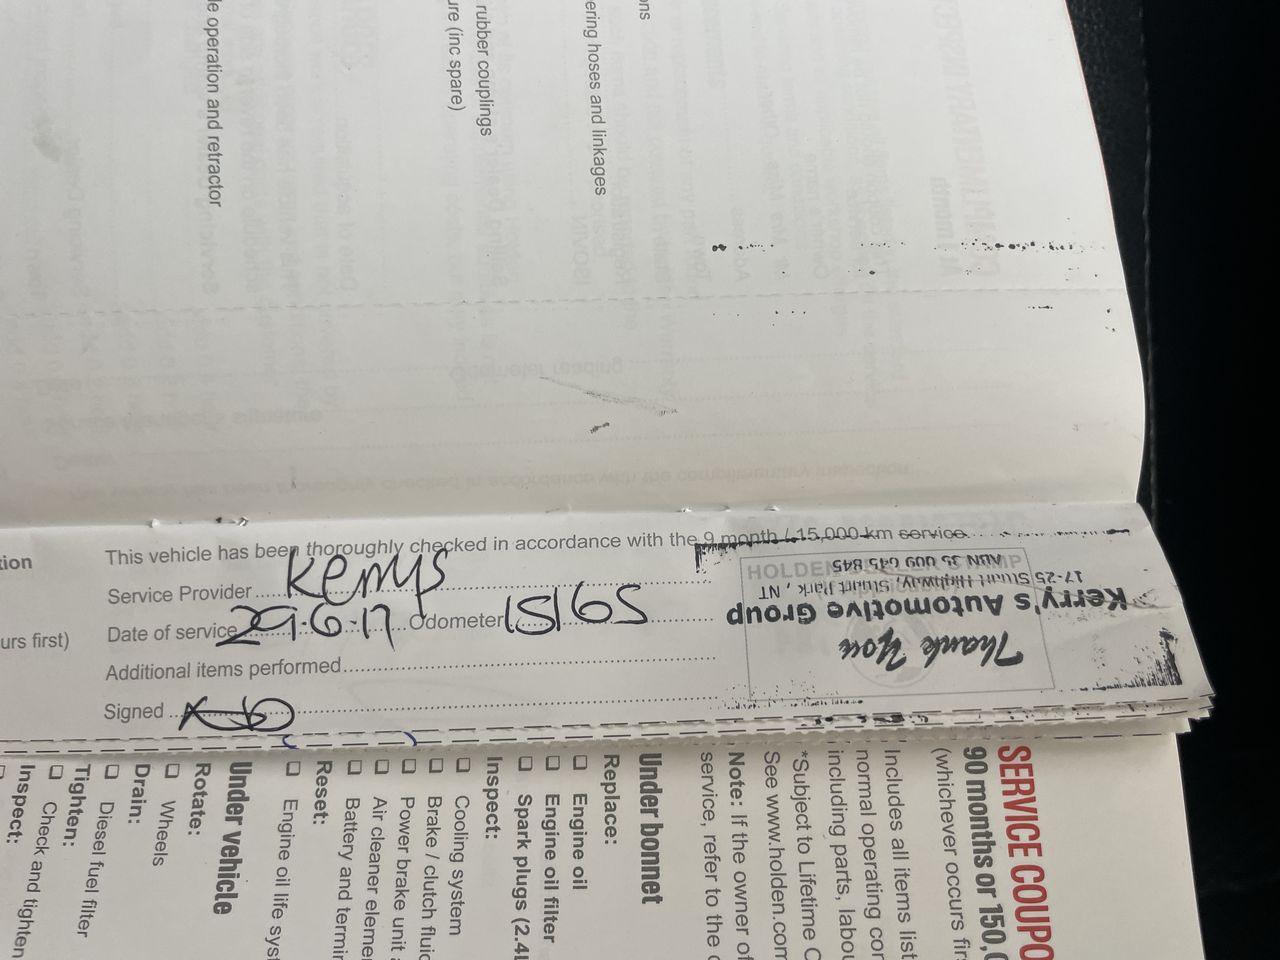 le operation and retractor
ure (inc spare)
rubber couplings
ering hoses and linkages
ons
tion
urs first)
This vehicle has been thoroughly checked in accordance with the 9 month / 15,000 km service.
Service Provider Kerrys
Date of service 29.6.17 Odometer 15165
Additional items performed
Signed
HOLDEN
Thank You
Kerry's Automotive Group
17-25 Stuart Highway, Stuart Park, NT
ABN 35 009 645 845
SERVICE COUPO
90 months or 150,0
(whichever occurs firs
Includes all items list
normal operating con
including parts, labou
*Subject to Lifetime C
See www.holden.com
Note: If the owner of
service, refer to the
Under bonnet
Replace:
Engine oil
Engine oil filter
Spark plugs (2.4L
Inspect:
Cooling system
Brake / clutch fluid
Power brake unit
Air cleaner elemen
Battery and termin
Reset:
Engine oil life syst
Under vehicle
Rotate:
Wheels
Drain:
Diesel fuel filter
Tighten:
Check and tighten
Inspect: